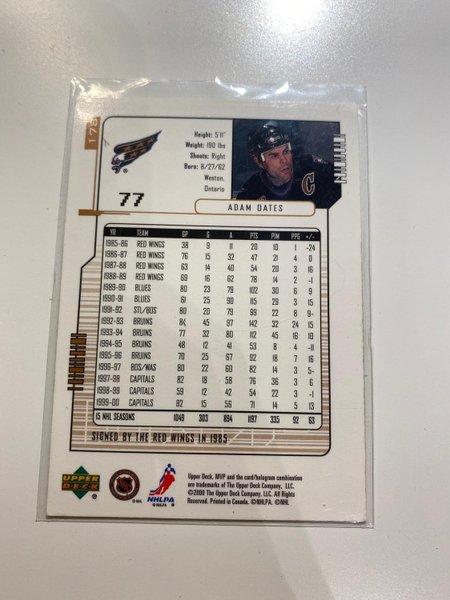 178
Height: 5'11"
Weight: 190 lbs
Shoots: Right
Born: 8/27/62
Weston,
Ontario
C
77
ADAM OATES
YR TEAM GP G A PTS PIM PPG +/-
1985-86 RED WINGS 38 9 11 20 10 1 -24
1986-87 RED WINGS 76 15 32 47 21 4 0
1987-88 RED WINGS 63 14 40 54 20 3 16
1988-89 RED WINGS 69 16 62 78 14 2 -1
1989-90 BLUES 80 23 79 102 30 6 9
1990-91 BLUES 61 25 90 115 29 3 15
1991-92 STL/BOS 80 20 79 99 22 8 9-
1992-93 BRUINS 84 45 97 142 32 24 15
1993-94 BRUINS 77 32 80 112 45 16 10
1994-95 BRUINS 48 12 41 53 8 4 -11
1995-96 BRUINS 70 25 67 92 18 7 16
1996-97 BOS/WAS 80 22 60 82 14 3 -5
1997-98 CAPITALS 82 18 58 76 36 3 6
1998-99 CAPITALS 59 12 42 54 22 3 -1
1999-00 CAPITALS 82 15 56 71 14 5 13
15 NHL SEASONS 1049 303 894 1197 335 92 63
SIGNED BY THE RED WINGS IN 1985
UPPER DECK
NHL
NHLPA
Upper Deck, MVP and the card/hologram combination
are trademarks of The Upper Deck Company, LLC.
©2000 The Upper Deck Company, LLC. All Rights
Reserved. Printed in Canada. ©NHLPA. ©NHL